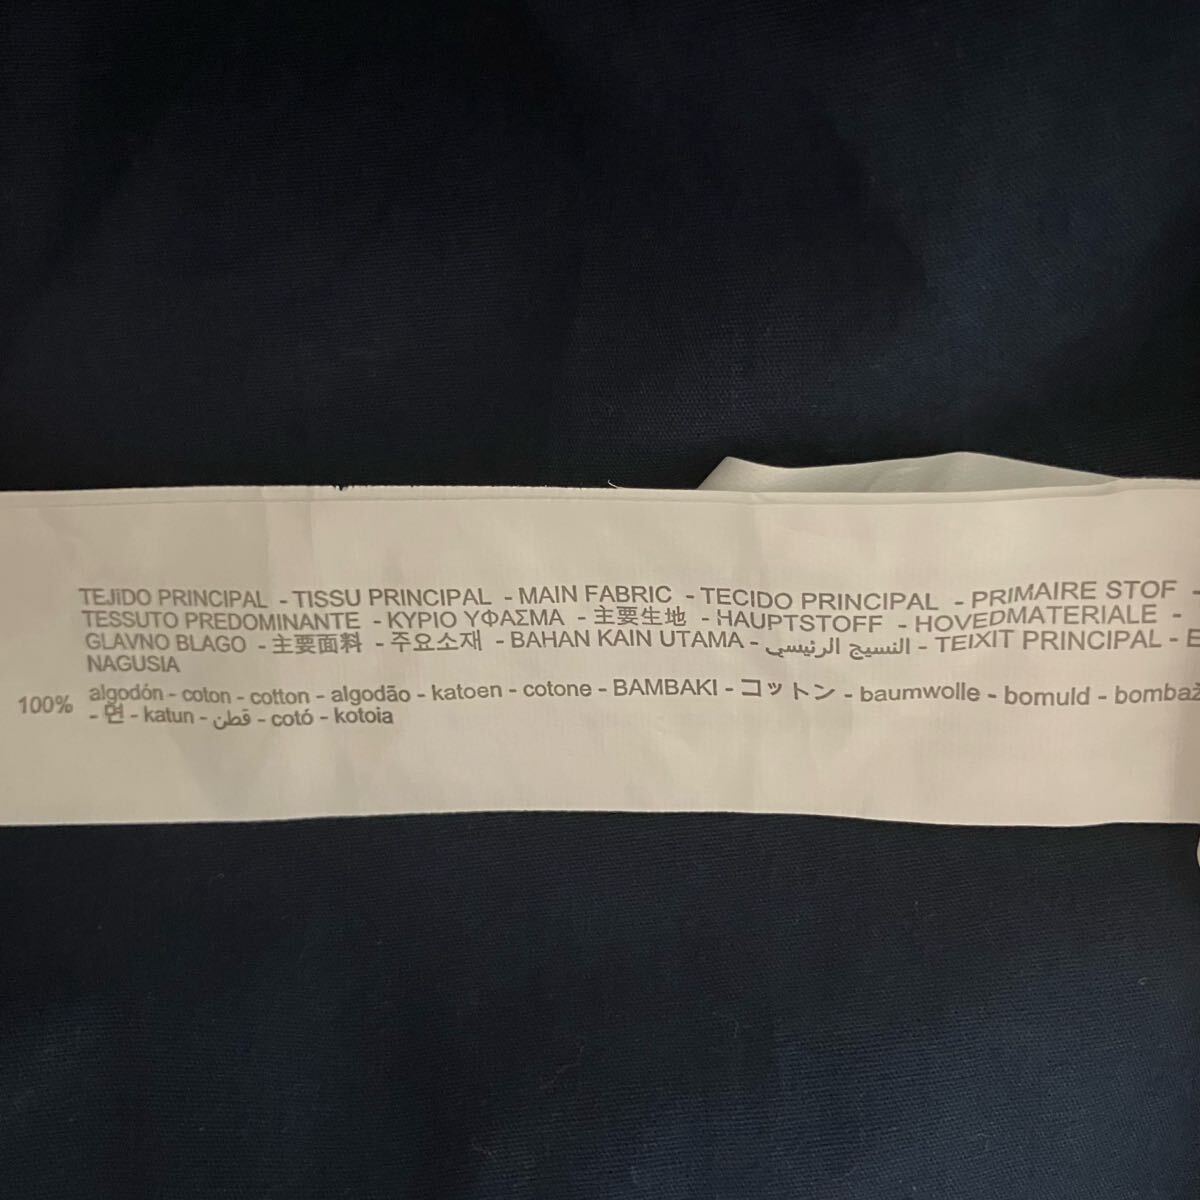 TEJiDO PRINCIPAL - TISSU PRINCIPAL - MAIN FABRIC - TECIDO PRINCIPAL - PRIMAIRE STOF -
TESSUTO PREDOMINANTE - ΚΥΡΙΟ ΥΦΑΣΜΑ - 主要生地 - HAUPTSTOFF - HOVEDMATERIALE -
GLAVNO BLAGO - 主要面料 - 주요소재 - BAHAN KAIN UTAMA - النسيج الرئيسي - TEIXIT PRINCIPAL -
NAGUSIA
100% algodón - coton - cotton - algodão - katoen - cotone - BAMBAKI - コットン - baumwolle - bomuld - bombaž
- 면 - katun - قطن - cotó - kotoia